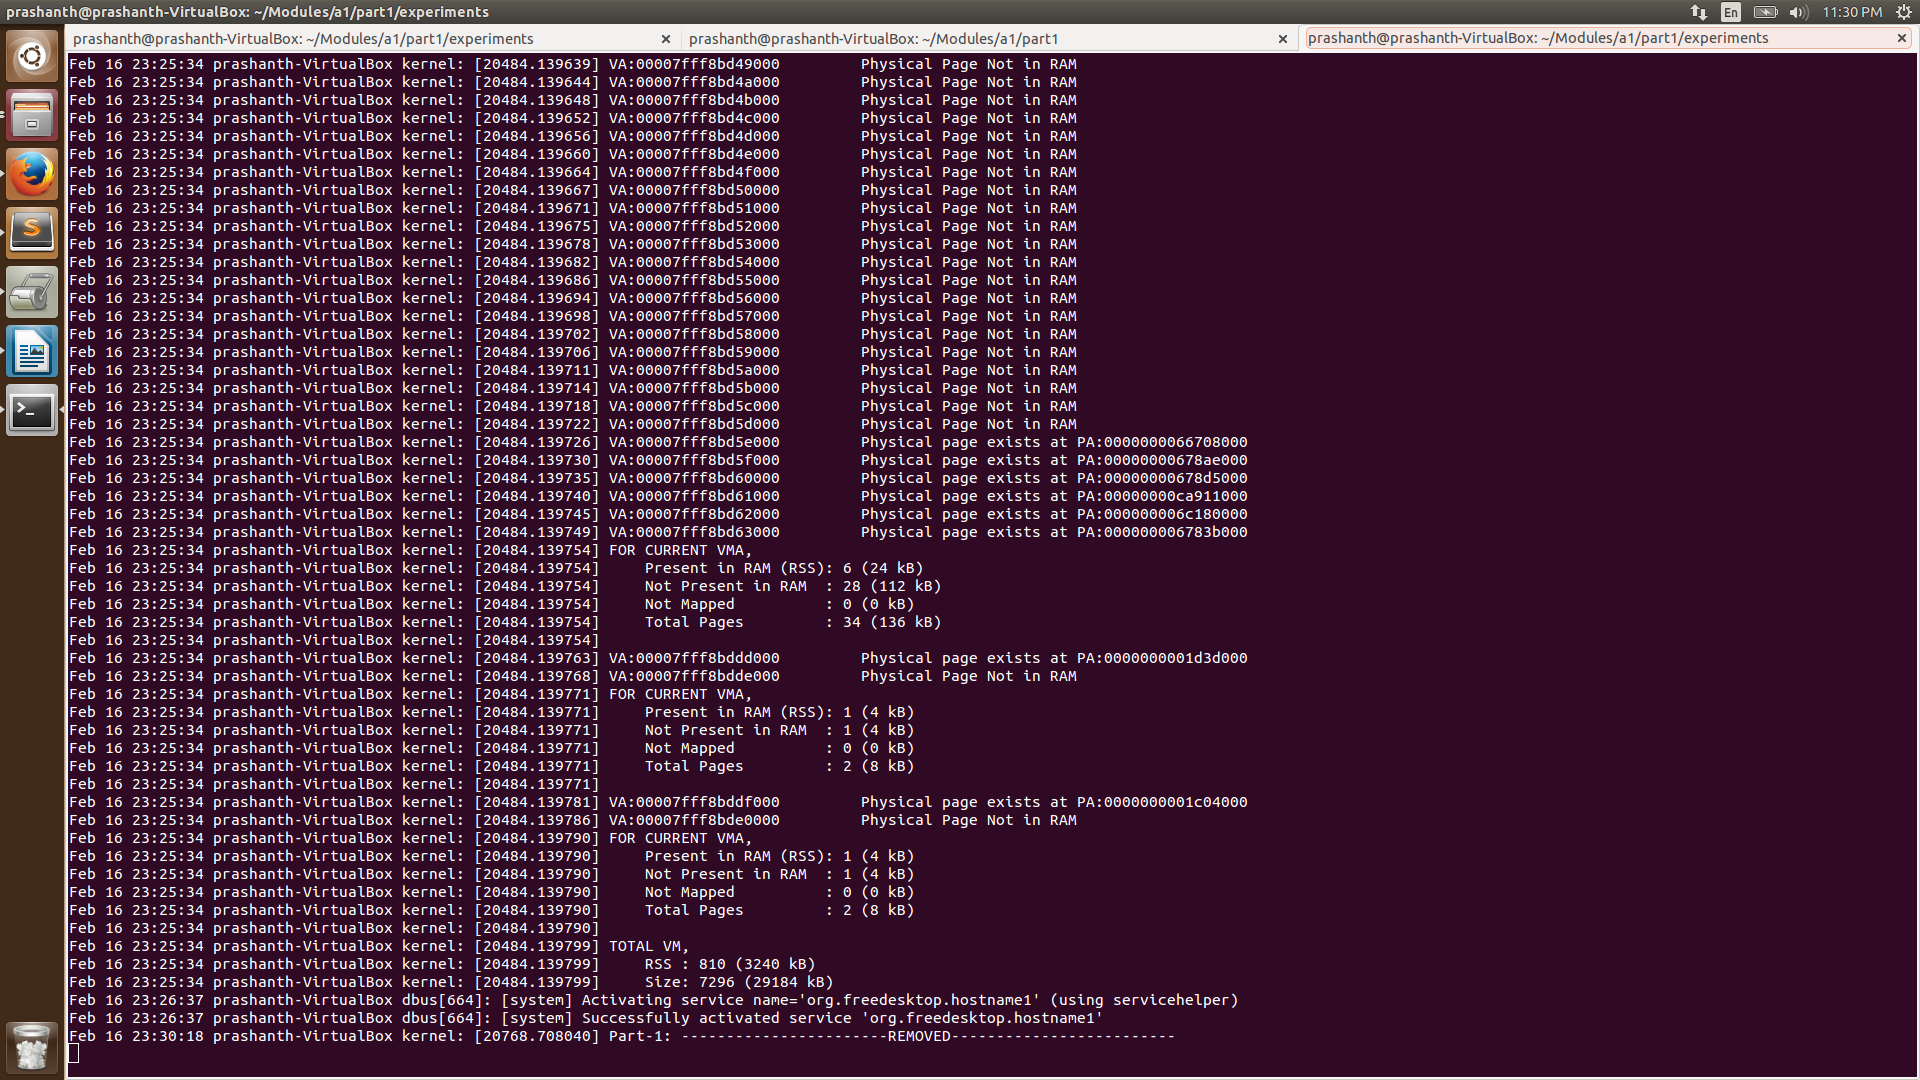 prashanth@prashanth-VirtualBox: ~/Modules/a1/part1/experiments
En
11:30 PM
prashanth@prashanth-VirtualBox: ~/Modules/a1/part1/experiments
prashanth@prashanth-VirtualBox: ~/Modules/a1/part1
prashanth@prashanth-VirtualBox: ~/Modules/a1/part1/experiments
Feb 16 23:25:34 prashanth-VirtualBox kernel: [20484.139639] VA:00007fff8bd49000         Physical Page Not in RAM
Feb 16 23:25:34 prashanth-VirtualBox kernel: [20484.139644] VA:00007fff8bd4a000         Physical Page Not in RAM
Feb 16 23:25:34 prashanth-VirtualBox kernel: [20484.139648] VA:00007fff8bd4b000         Physical Page Not in RAM
Feb 16 23:25:34 prashanth-VirtualBox kernel: [20484.139652] VA:00007fff8bd4c000         Physical Page Not in RAM
Feb 16 23:25:34 prashanth-VirtualBox kernel: [20484.139656] VA:00007fff8bd4d000         Physical Page Not in RAM
Feb 16 23:25:34 prashanth-VirtualBox kernel: [20484.139660] VA:00007fff8bd4e000         Physical Page Not in RAM
Feb 16 23:25:34 prashanth-VirtualBox kernel: [20484.139664] VA:00007fff8bd4f000         Physical Page Not in RAM
Feb 16 23:25:34 prashanth-VirtualBox kernel: [20484.139667] VA:00007fff8bd50000         Physical Page Not in RAM
Feb 16 23:25:34 prashanth-VirtualBox kernel: [20484.139671] VA:00007fff8bd51000         Physical Page Not in RAM
Feb 16 23:25:34 prashanth-VirtualBox kernel: [20484.139675] VA:00007fff8bd52000         Physical Page Not in RAM
Feb 16 23:25:34 prashanth-VirtualBox kernel: [20484.139678] VA:00007fff8bd53000         Physical Page Not in RAM
Feb 16 23:25:34 prashanth-VirtualBox kernel: [20484.139682] VA:00007fff8bd54000         Physical Page Not in RAM
Feb 16 23:25:34 prashanth-VirtualBox kernel: [20484.139686] VA:00007fff8bd55000         Physical Page Not in RAM
Feb 16 23:25:34 prashanth-VirtualBox kernel: [20484.139694] VA:00007fff8bd56000         Physical Page Not in RAM
Feb 16 23:25:34 prashanth-VirtualBox kernel: [20484.139698] VA:00007fff8bd57000         Physical Page Not in RAM
Feb 16 23:25:34 prashanth-VirtualBox kernel: [20484.139702] VA:00007fff8bd58000         Physical Page Not in RAM
Feb 16 23:25:34 prashanth-VirtualBox kernel: [20484.139706] VA:00007fff8bd59000         Physical Page Not in RAM
Feb 16 23:25:34 prashanth-VirtualBox kernel: [20484.139711] VA:00007fff8bd5a000         Physical Page Not in RAM
Feb 16 23:25:34 prashanth-VirtualBox kernel: [20484.139714] VA:00007fff8bd5b000         Physical Page Not in RAM
Feb 16 23:25:34 prashanth-VirtualBox kernel: [20484.139718] VA:00007fff8bd5c000         Physical Page Not in RAM
Feb 16 23:25:34 prashanth-VirtualBox kernel: [20484.139722] VA:00007fff8bd5d000         Physical Page Not in RAM
Feb 16 23:25:34 prashanth-VirtualBox kernel: [20484.139726] VA:00007fff8bd5e000         Physical page exists at PA:0000000066708000
Feb 16 23:25:34 prashanth-VirtualBox kernel: [20484.139730] VA:00007fff8bd5f000         Physical page exists at PA:00000000678ae000
Feb 16 23:25:34 prashanth-VirtualBox kernel: [20484.139735] VA:00007fff8bd60000         Physical page exists at PA:00000000678d5000
Feb 16 23:25:34 prashanth-VirtualBox kernel: [20484.139740] VA:00007fff8bd61000         Physical page exists at PA:00000000ca911000
Feb 16 23:25:34 prashanth-VirtualBox kernel: [20484.139745] VA:00007fff8bd62000         Physical page exists at PA:000000006c180000
Feb 16 23:25:34 prashanth-VirtualBox kernel: [20484.139749] VA:00007fff8bd63000         Physical page exists at PA:000000006783b000
Feb 16 23:25:34 prashanth-VirtualBox kernel: [20484.139754] FOR CURRENT VMA,
Feb 16 23:25:34 prashanth-VirtualBox kernel: [20484.139754]     Present in RAM (RSS): 6 (24 kB)
Feb 16 23:25:34 prashanth-VirtualBox kernel: [20484.139754]     Not Present in RAM  : 28 (112 kB)
Feb 16 23:25:34 prashanth-VirtualBox kernel: [20484.139754]     Not Mapped          : 0 (0 kB)
Feb 16 23:25:34 prashanth-VirtualBox kernel: [20484.139754]     Total Pages         : 34 (136 kB)
Feb 16 23:25:34 prashanth-VirtualBox kernel: [20484.139754]
Feb 16 23:25:34 prashanth-VirtualBox kernel: [20484.139763] VA:00007fff8bddd000         Physical page exists at PA:0000000001d3d000
Feb 16 23:25:34 prashanth-VirtualBox kernel: [20484.139768] VA:00007fff8bdde000         Physical Page Not in RAM
Feb 16 23:25:34 prashanth-VirtualBox kernel: [20484.139771] FOR CURRENT VMA,
Feb 16 23:25:34 prashanth-VirtualBox kernel: [20484.139771]     Present in RAM (RSS): 1 (4 kB)
Feb 16 23:25:34 prashanth-VirtualBox kernel: [20484.139771]     Not Present in RAM  : 1 (4 kB)
Feb 16 23:25:34 prashanth-VirtualBox kernel: [20484.139771]     Not Mapped          : 0 (0 kB)
Feb 16 23:25:34 prashanth-VirtualBox kernel: [20484.139771]     Total Pages         : 2 (8 kB)
Feb 16 23:25:34 prashanth-VirtualBox kernel: [20484.139771]
Feb 16 23:25:34 prashanth-VirtualBox kernel: [20484.139781] VA:00007fff8bddf000         Physical page exists at PA:0000000001c04000
Feb 16 23:25:34 prashanth-VirtualBox kernel: [20484.139786] VA:00007fff8bde0000         Physical Page Not in RAM
Feb 16 23:25:34 prashanth-VirtualBox kernel: [20484.139790] FOR CURRENT VMA,
Feb 16 23:25:34 prashanth-VirtualBox kernel: [20484.139790]     Present in RAM (RSS): 1 (4 kB)
Feb 16 23:25:34 prashanth-VirtualBox kernel: [20484.139790]     Not Present in RAM  : 1 (4 kB)
Feb 16 23:25:34 prashanth-VirtualBox kernel: [20484.139790]     Not Mapped          : 0 (0 kB)
Feb 16 23:25:34 prashanth-VirtualBox kernel: [20484.139790]     Total Pages         : 2 (8 kB)
Feb 16 23:25:34 prashanth-VirtualBox kernel: [20484.139790]
Feb 16 23:25:34 prashanth-VirtualBox kernel: [20484.139799] TOTAL VM,
Feb 16 23:25:34 prashanth-VirtualBox kernel: [20484.139799]     RSS : 810 (3240 kB)
Feb 16 23:25:34 prashanth-VirtualBox kernel: [20484.139799]     Size: 7296 (29184 kB)
Feb 16 23:26:37 prashanth-VirtualBox dbus[664]: [system] Activating service name='org.freedesktop.hostname1' (using servicehelper)
Feb 16 23:26:37 prashanth-VirtualBox dbus[664]: [system] Successfully activated service 'org.freedesktop.hostname1'
Feb 16 23:30:18 prashanth-VirtualBox kernel: [20768.708040] Part-1: -----------------------REMOVED-------------------------